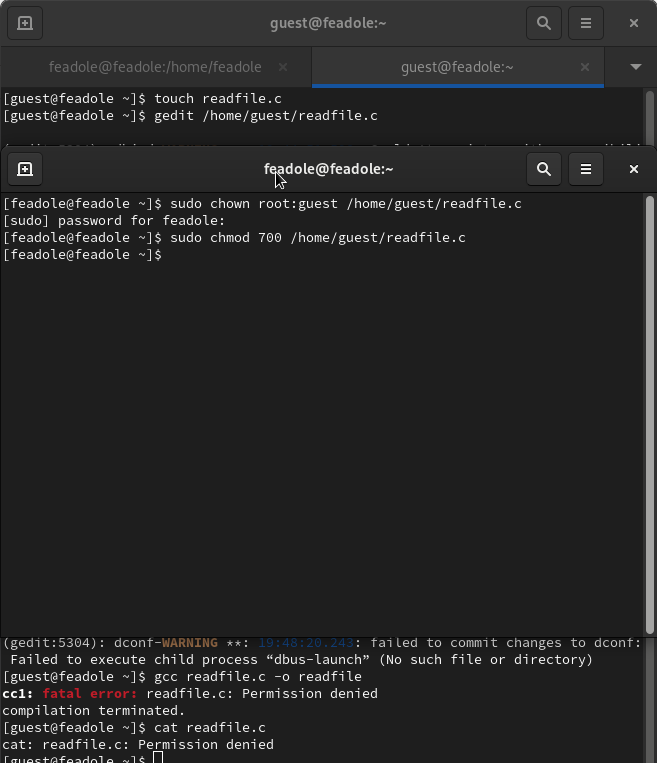 guest@feadole:~
feadole@feadole:/home/feadole
guest@feadole:~
[guest@feadole ~]$ touch readfile.c
[guest@feadole ~]$ gedit /home/guest/readfile.c
feadole@feadole:~
[feadole@feadole ~]$ sudo chown root:guest /home/guest/readfile.c
[sudo] password for feadole:
[feadole@feadole ~]$ sudo chmod 700 /home/guest/readfile.c
[feadole@feadole ~]$
(gedit:5304): dconf-WARNING **: 19:48:20.243: failed to commit changes to dconf:
Failed to execute child process “dbus-launch” (No such file or directory)
[guest@feadole ~]$ gcc readfile.c -o readfile
cc1: fatal error: readfile.c: Permission denied
compilation terminated.
[guest@feadole ~]$ cat readfile.c
cat: readfile.c: Permission denied
[guest@feadole ~]$